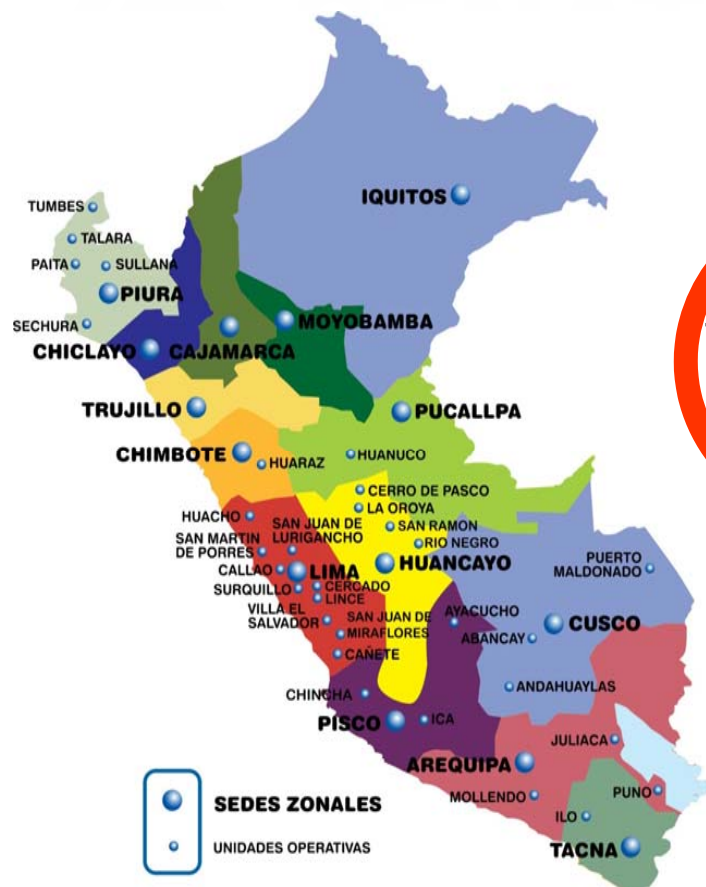 IQUITOS
TUMBES
TALARA
PAITA
SULLANA
PIURA
SECHURA
MOYOBAMBA
CHICLAYO
CAJAMARCA
TRUJILLO
PUCALLPA
CHIMBOTE
HUARAZ
HUANUCO
CERRO DE PASCO
LA OROYA
HUACHO
SAN JUAN DE
LURIGANCHO
SAN RAMON
SAN MARTIN
DE PORRES
RIO NEGRO
CALLAO
LIMA
HUANCAYO
PUERTO
MALDONADO
SURQUILLO
CERCADO
LINCE
VILLA EL
SALVADOR
SAN JUAN DE
MIRAFLORES
AYACUCHO
CUSCO
ABANCAY
CAÑETE
CHINCHA
ANDAHUAYLAS
PISCO
ICA
JULIACA
AREQUIPA
MOLLENDO
PUNO
ILO
TACNA
SEDES ZONALES
UNIDADES OPERATIVAS